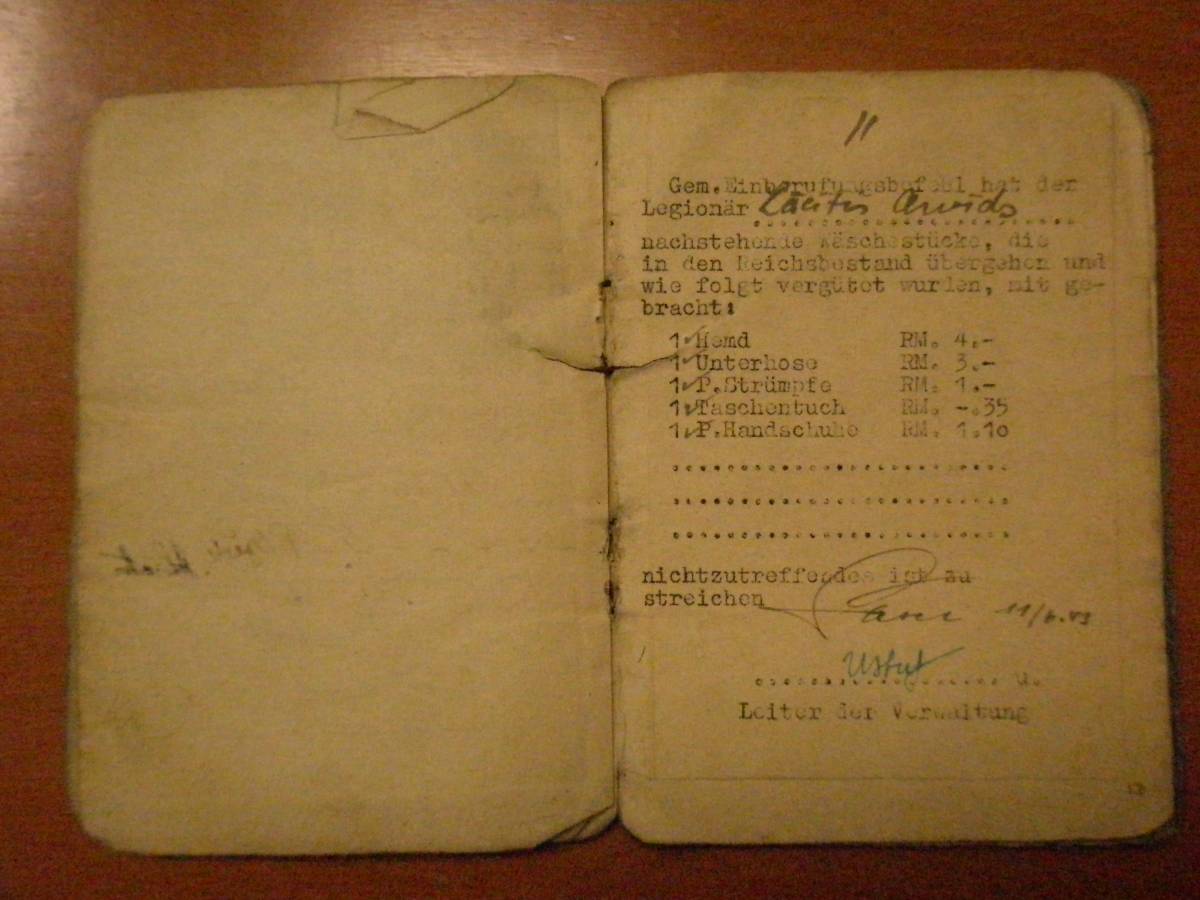 11
Gem. Einberufungsbefehl hat der
Legionär Lācitis Arvids
nachstehende Wäschestücke, die
in den Reichsbestand übergehen und
wie folgt vergütet wurden, mit ge-
bracht:
1 Hemd RM. 4.-
1 Unterhose RM. 3.-
1 P.Strümpfe RM. 1.-
1 Taschentuch RM. -.35
1 P.Handschuhe RM. 1.10
nichtzutreffendes ist zu
streichen
11/6.43
Ustuf
Leiter der Verwaltung